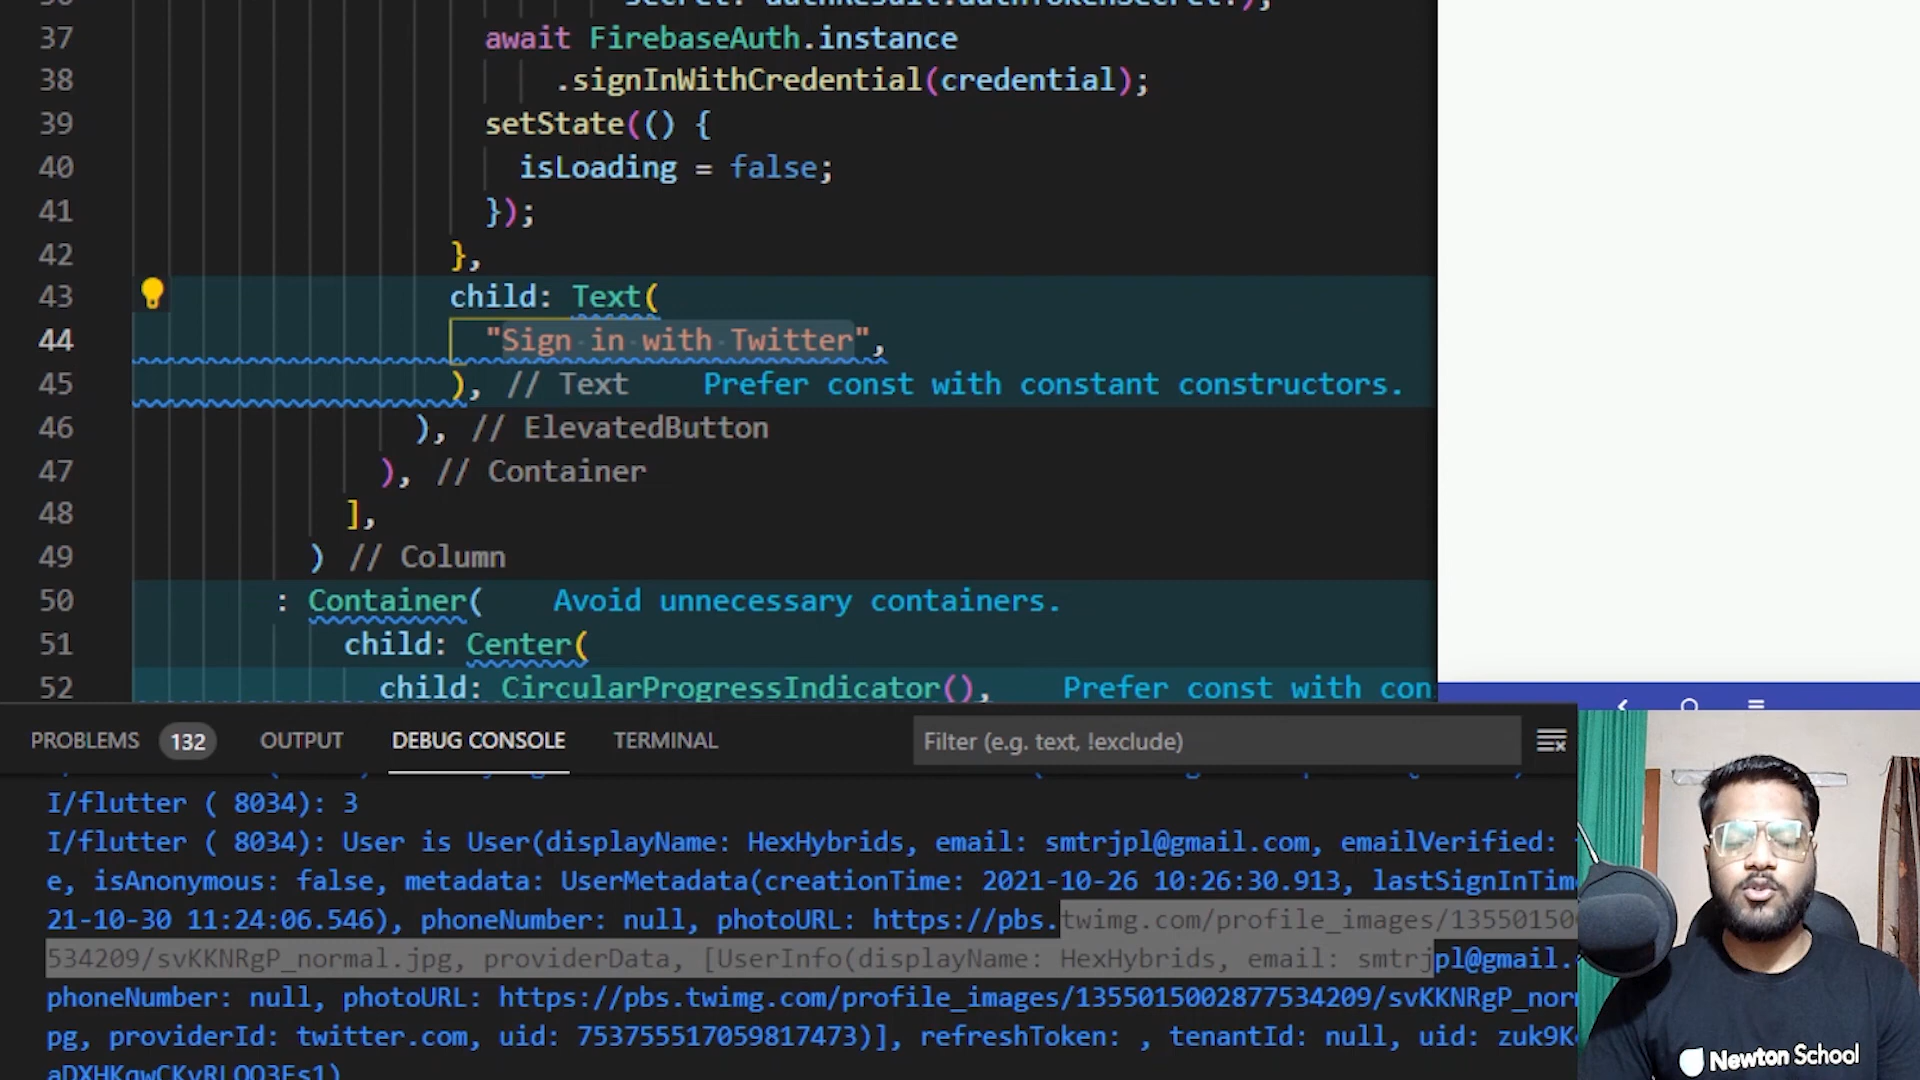 36 secret: authResult.authTokenSecret!);
37 await FirebaseAuth.instance
38 .signInWithCredential(credential);
39 setState(() {
40 isLoading = false;
41 });
42 },
43 child: Text(
44 "Sign in with Twitter",
45 ), // Text Prefer const with constant constructors.
46 ), // ElevatedButton
47 ), // Container
48 ],
49 ) // Column
50 : Container( Avoid unnecessary containers.
51 child: Center(
52 child: CircularProgressIndicator(), Prefer const with con
PROBLEMS 132 OUTPUT DEBUG CONSOLE TERMINAL Filter (e.g. text, !exclude)
I/flutter ( 8034): 3
I/flutter ( 8034): User is User(displayName: HexHybrids, email: smtrjpl@gmail.com, emailVerified:
e, isAnonymous: false, metadata: UserMetadata(creationTime: 2021-10-26 10:26:30.913, lastSignInTim
21-10-30 11:24:06.546), phoneNumber: null, photoURL: https://pbs.twimg.com/profile_images/13550150
534209/svKKNRgP_normal.jpg, providerData, [UserInfo(displayName: HexHybrids, email: smtrjpl@gmail.
phoneNumber: null, photoURL: https://pbs.twimg.com/profile_images/1355015002877534209/svKKNRgP_nor
pg, providerId: twitter.com, uid: 753755517059817473)], refreshToken: , tenantId: null, uid: zuk9K
Newton School